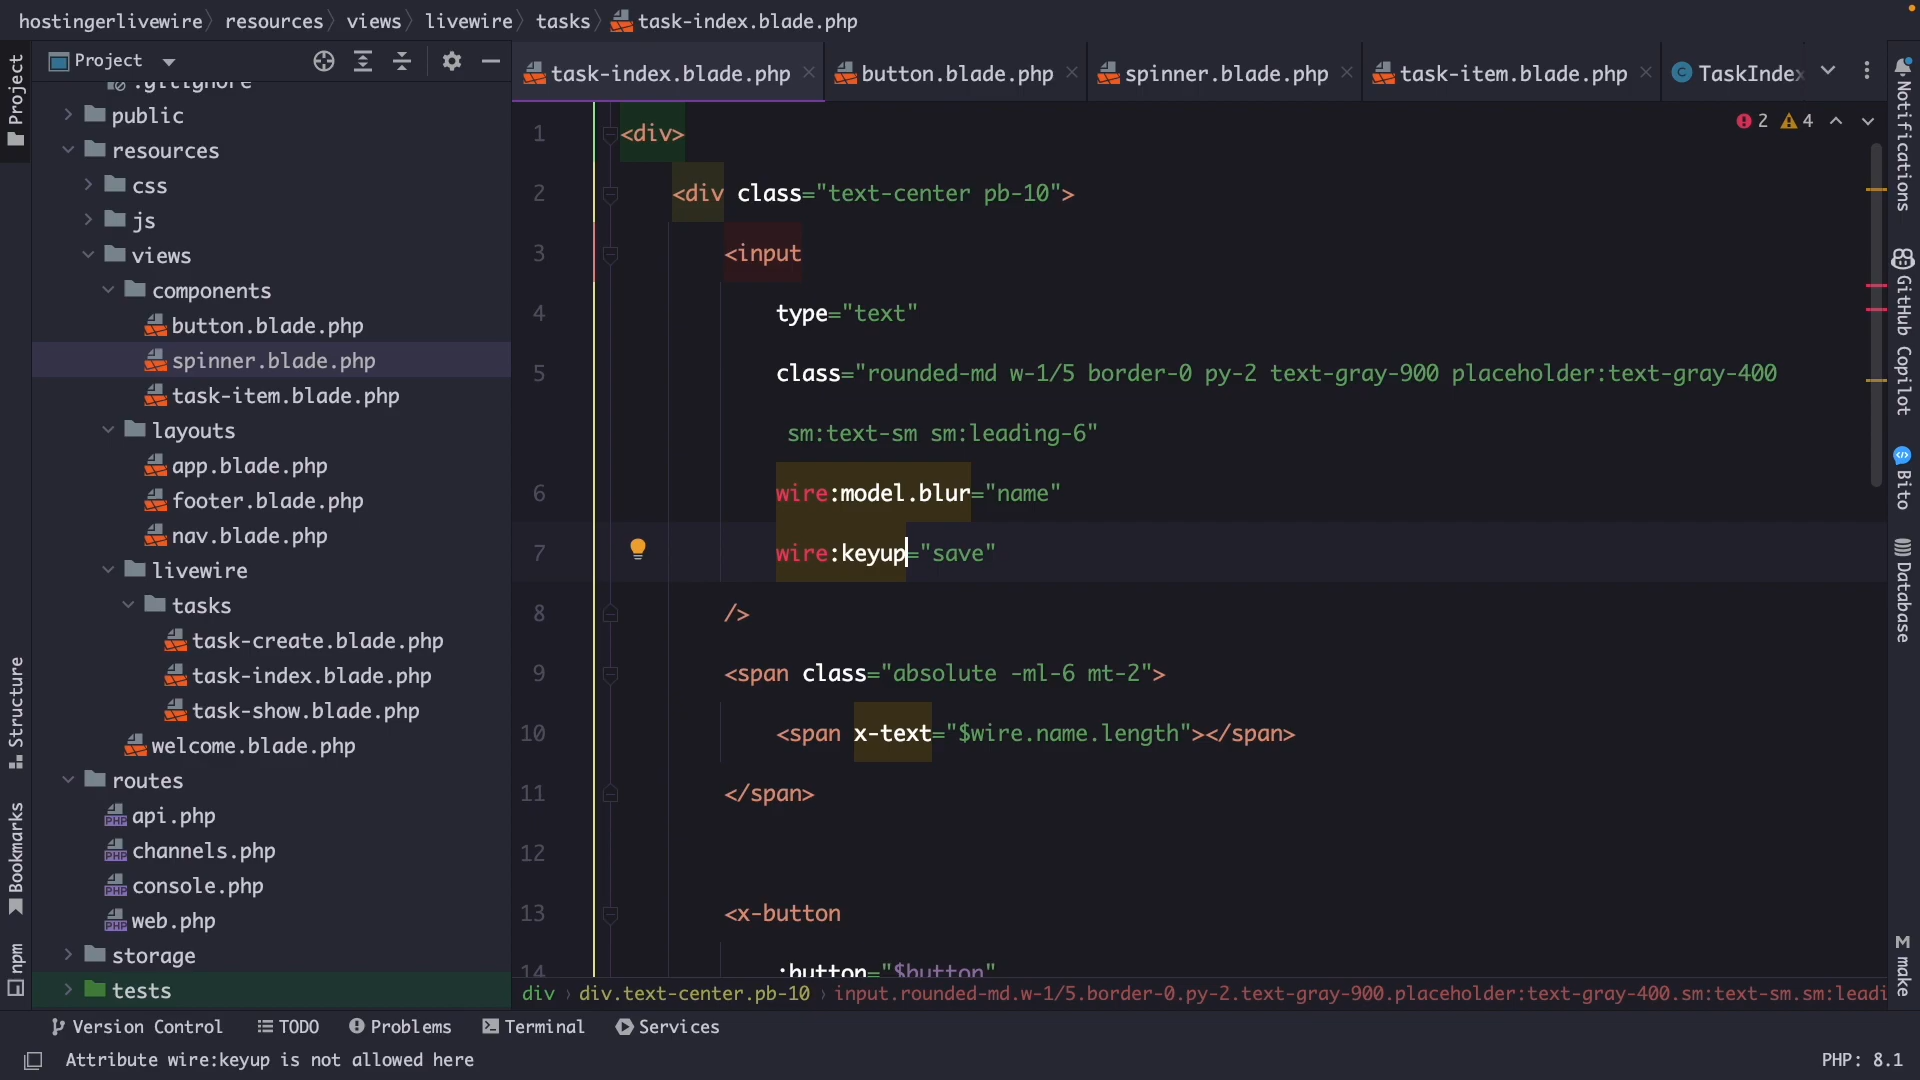 hostingerlivewire resources views livewire tasks task-index.blade.php
Project
Project
.gitignore
public
resources
css
js
views
components
button.blade.php
spinner.blade.php
task-item.blade.php
layouts
app.blade.php
footer.blade.php
nav.blade.php
livewire
tasks
task-create.blade.php
task-index.blade.php
task-show.blade.php
welcome.blade.php
routes
api.php
channels.php
console.php
web.php
storage
tests
Structure
Bookmarks
npm
task-index.blade.php button.blade.php spinner.blade.php task-item.blade.php TaskIndex
2 4
1 <div>
2 <div class="text-center pb-10">
3 <input
4 type="text"
5 class="rounded-md w-1/5 border-0 py-2 text-gray-900 placeholder:text-gray-400
sm:text-sm sm:leading-6"
6 wire:model.blur="name"
7 wire:keyup="save"
8 />
9 <span class="absolute -ml-6 mt-2">
10 <span x-text="$wire.name.length"></span>
11 </span>
12
13 <x-button
14 :button="$button"
div div.text-center.pb-10 input.rounded-md.w-1/5.border-0.py-2.text-gray-900.placeholder:text-gray-400.sm:text-sm.sm:leadi
Notifications
GitHub Copilot
Bito
Database
M make
Version Control TODO Problems Terminal Services
Attribute wire:keyup is not allowed here
PHP: 8.1